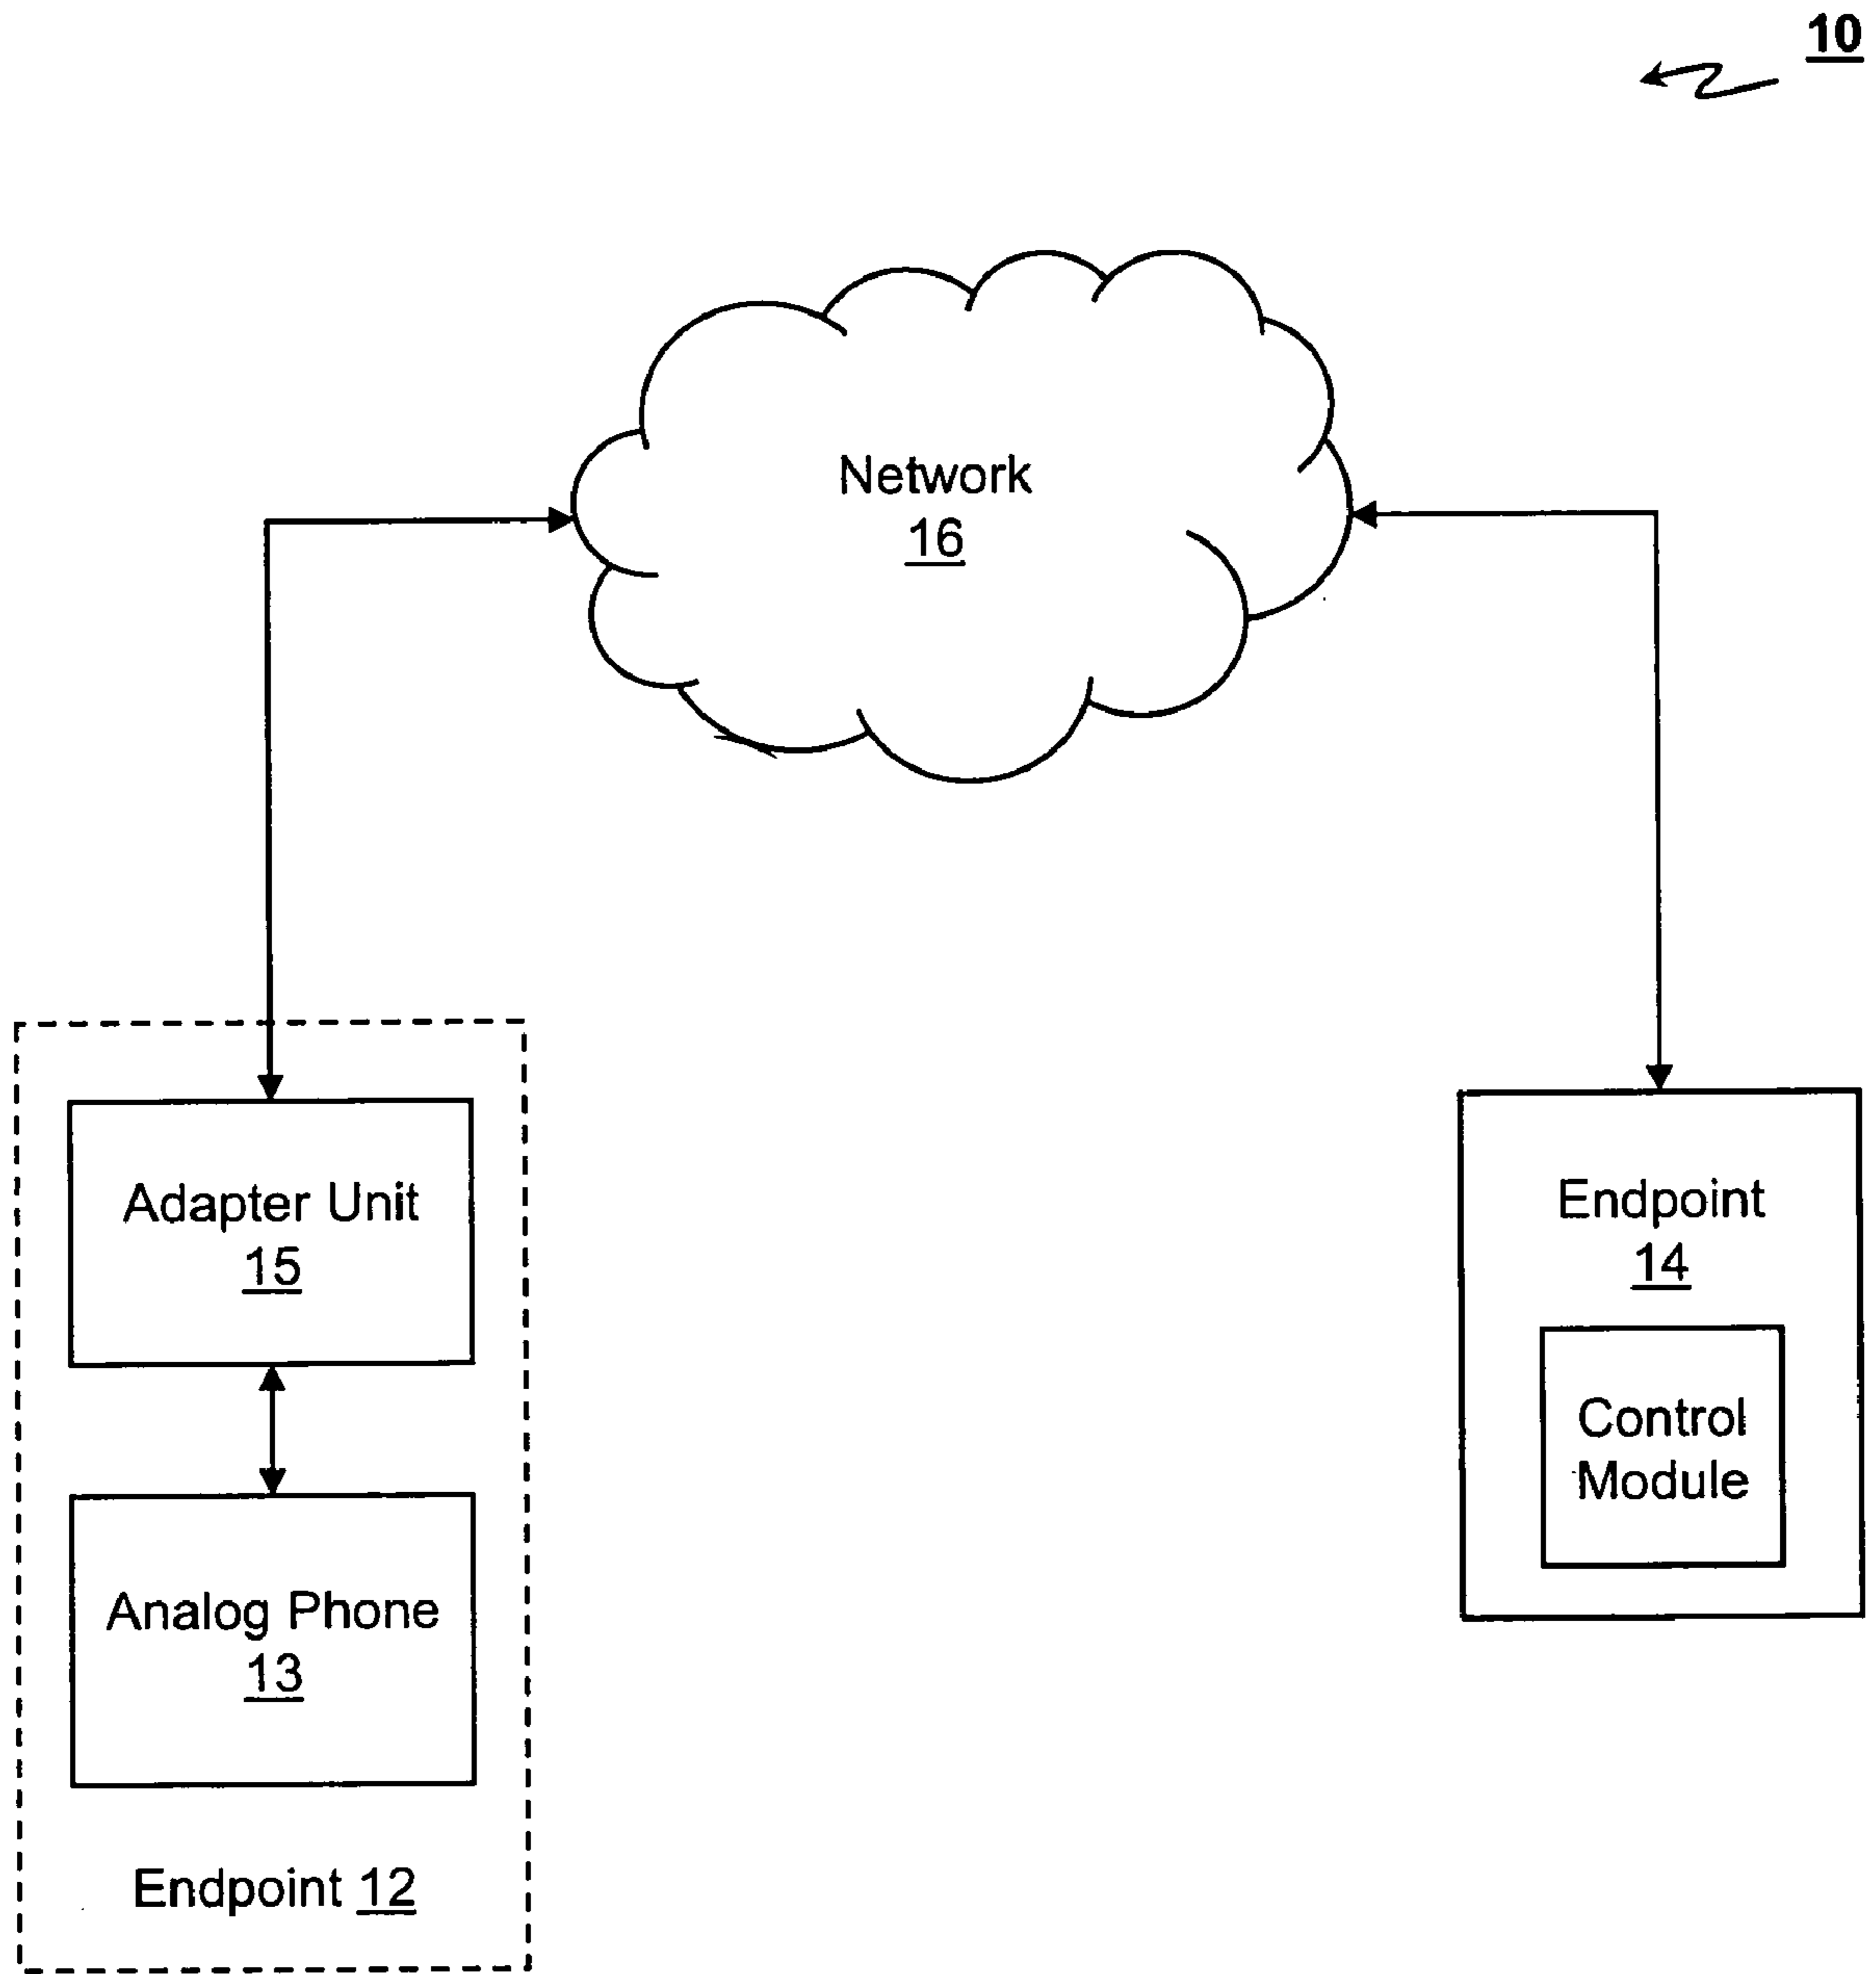 10
Network
16
Adapter Unit
15
Analog Phone
13
Endpoint 12
Endpoint
14
Control
Module